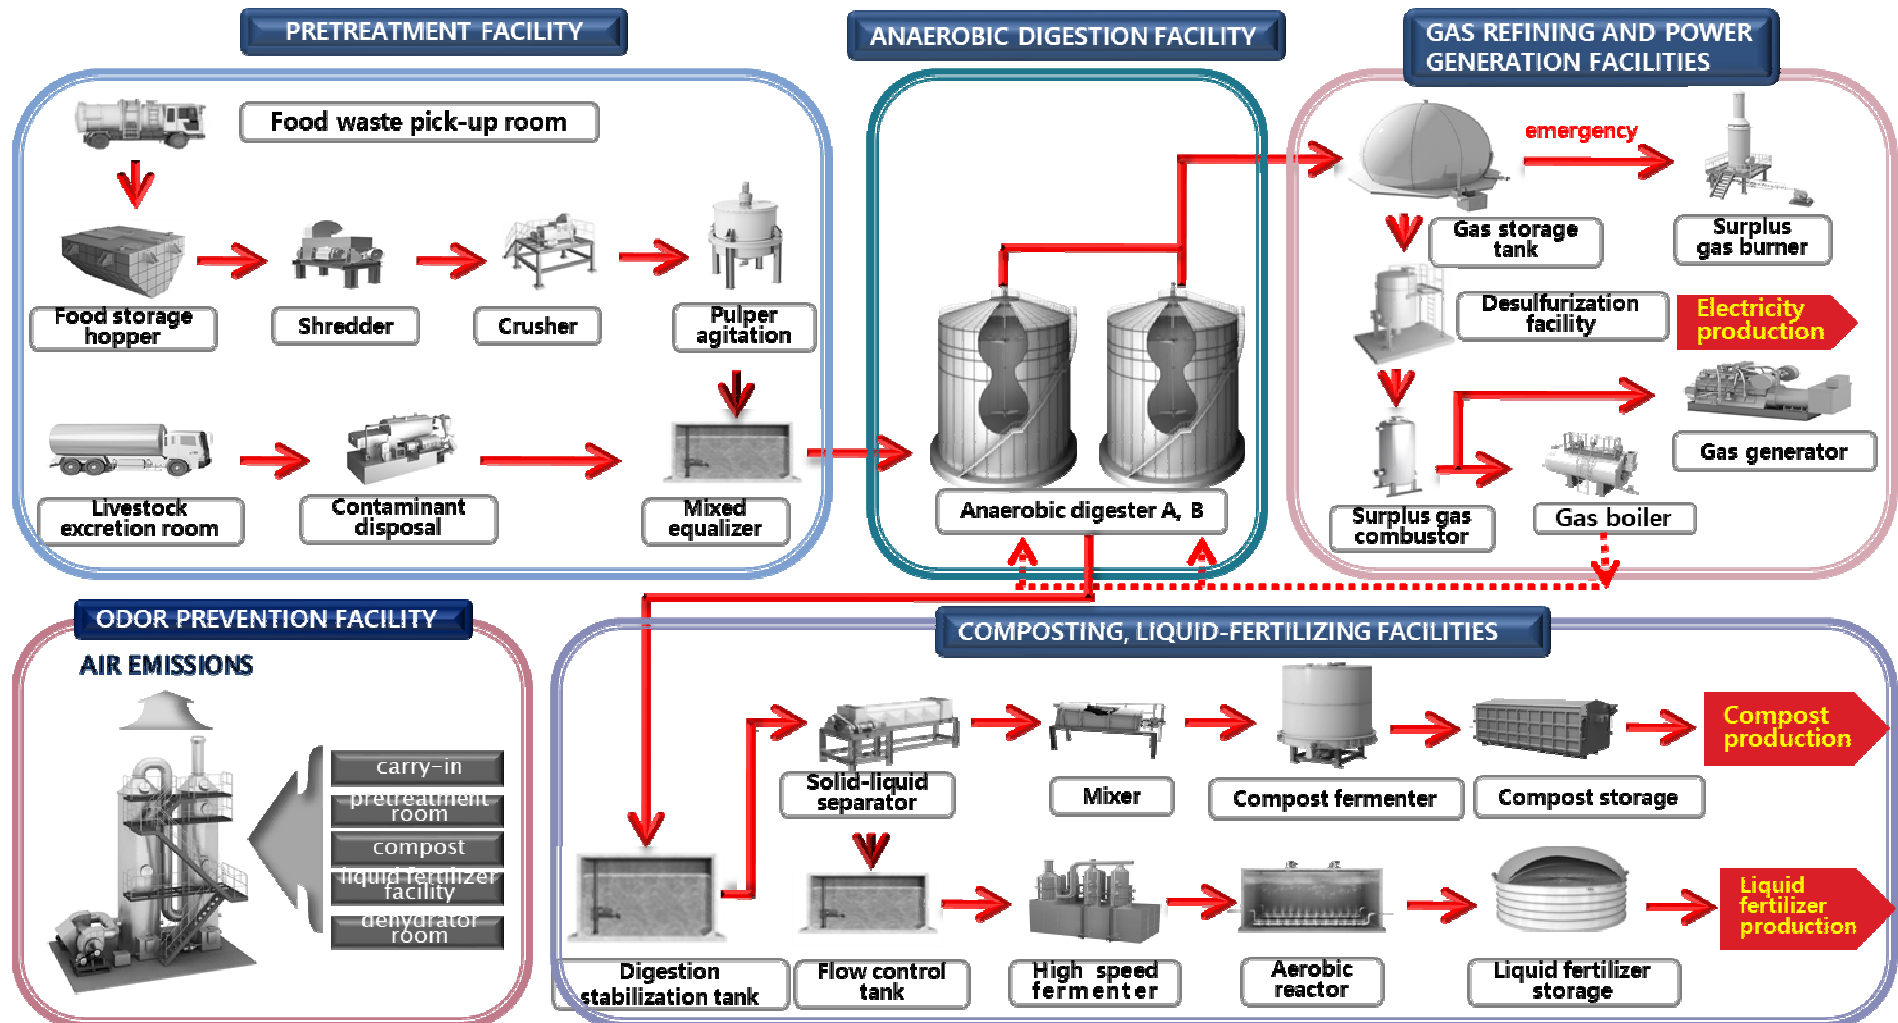 PRETREATMENT FACILITY
Food waste pick-up room
Food storage
hopper
Shredder
Crusher
Pulper
agitation
Livestock
excretion room
Contaminant
disposal
Mixed
equalizer
ANAEROBIC DIGESTION FACILITY
Anaerobic digester A, B
GAS REFINING AND POWER
GENERATION FACILITIES
emergency
Gas storage
tank
Surplus
gas burner
Desulfurization
facility
Electricity
production
Gas generator
Surplus gas
combustor
Gas boiler
ODOR PREVENTION FACILITY
AIR EMISSIONS
carry-in
pretreatment
room
compost
liquid fertilizer
facility
dehydrator
room
COMPOSTING, LIQUID-FERTILIZING FACILITIES
Solid-liquid
separator
Mixer
Compost fermenter
Compost storage
Compost
production
Digestion
stabilization tank
Flow control
tank
High speed
fermenter
Aerobic
reactor
Liquid fertilizer
storage
Liquid
fertilizer
production